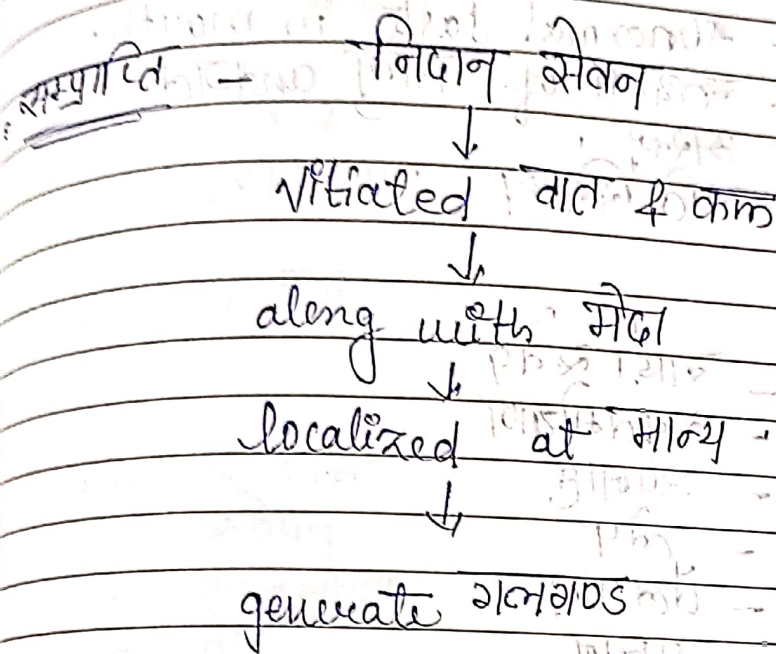 सम्प्राप्ति - निदान सेवन
↓
vitiated वात & कफ
↓
along with मेदा
↓
localized at मान्य
↓
generate गलगण्ड